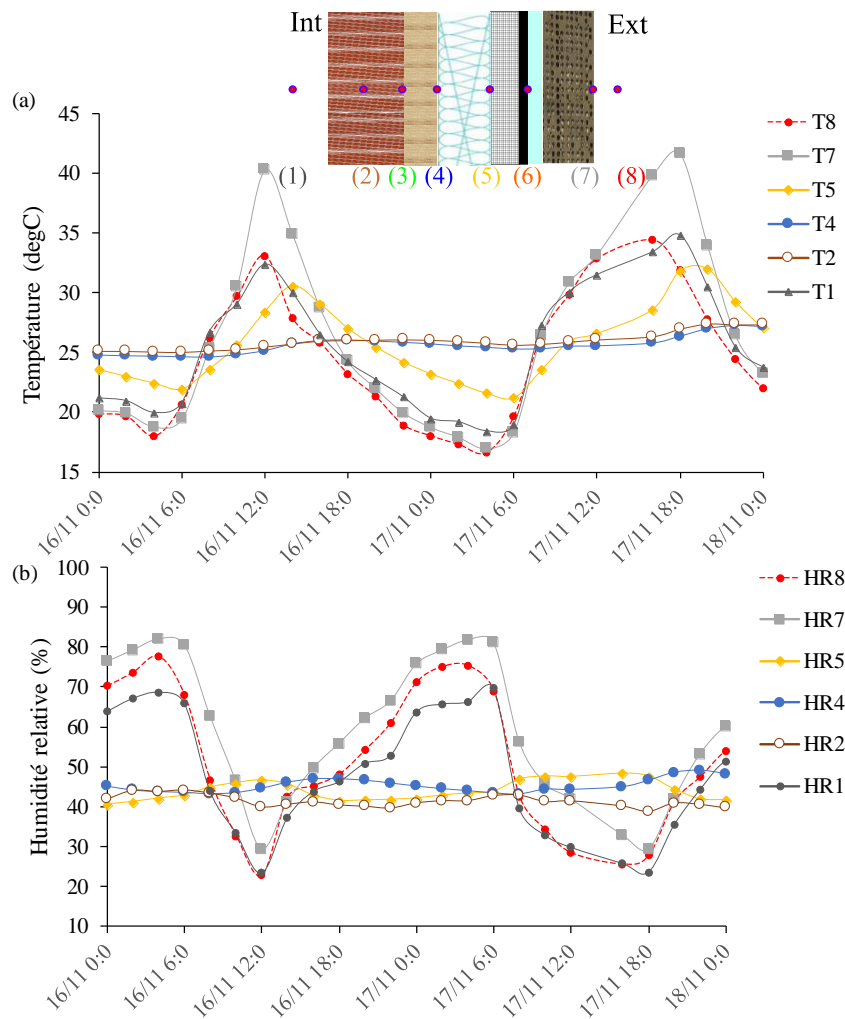 Int
Ext
(a)
(1)
(2)
(3)
(4)
(5)
(6)
(7)
(8)
Température (degC)
45
40
35
30
25
20
15
16/11 0:0
16/11 6:0
16/11 12:0
16/11 18:0
17/11 0:0
17/11 6:0
17/11 12:0
17/11 18:0
18/11 0:0
T8
T7
T5
T4
T2
T1
(b)
Humidité relative (%)
100
90
80
70
60
50
40
30
20
10
16/11 0:0
16/11 6:0
16/11 12:0
16/11 18:0
17/11 0:0
17/11 6:0
17/11 12:0
17/11 18:0
18/11 0:0
HR8
HR7
HR5
HR4
HR2
HR1